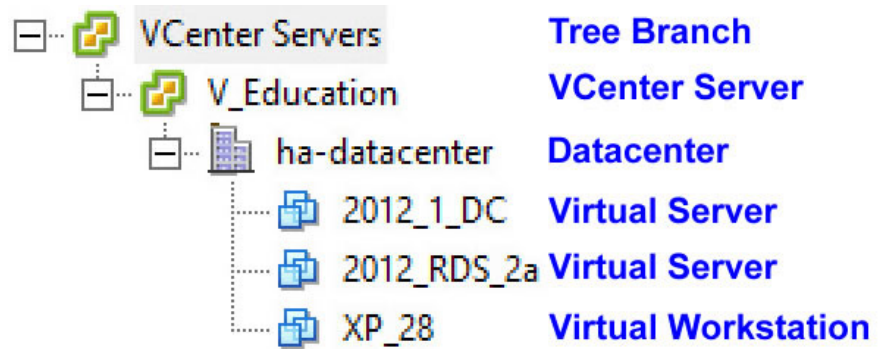 VCenter Servers Tree Branch
V_Education VCenter Server
ha-datacenter Datacenter
2012_1_DC Virtual Server
2012_RDS_2a Virtual Server
XP_28 Virtual Workstation